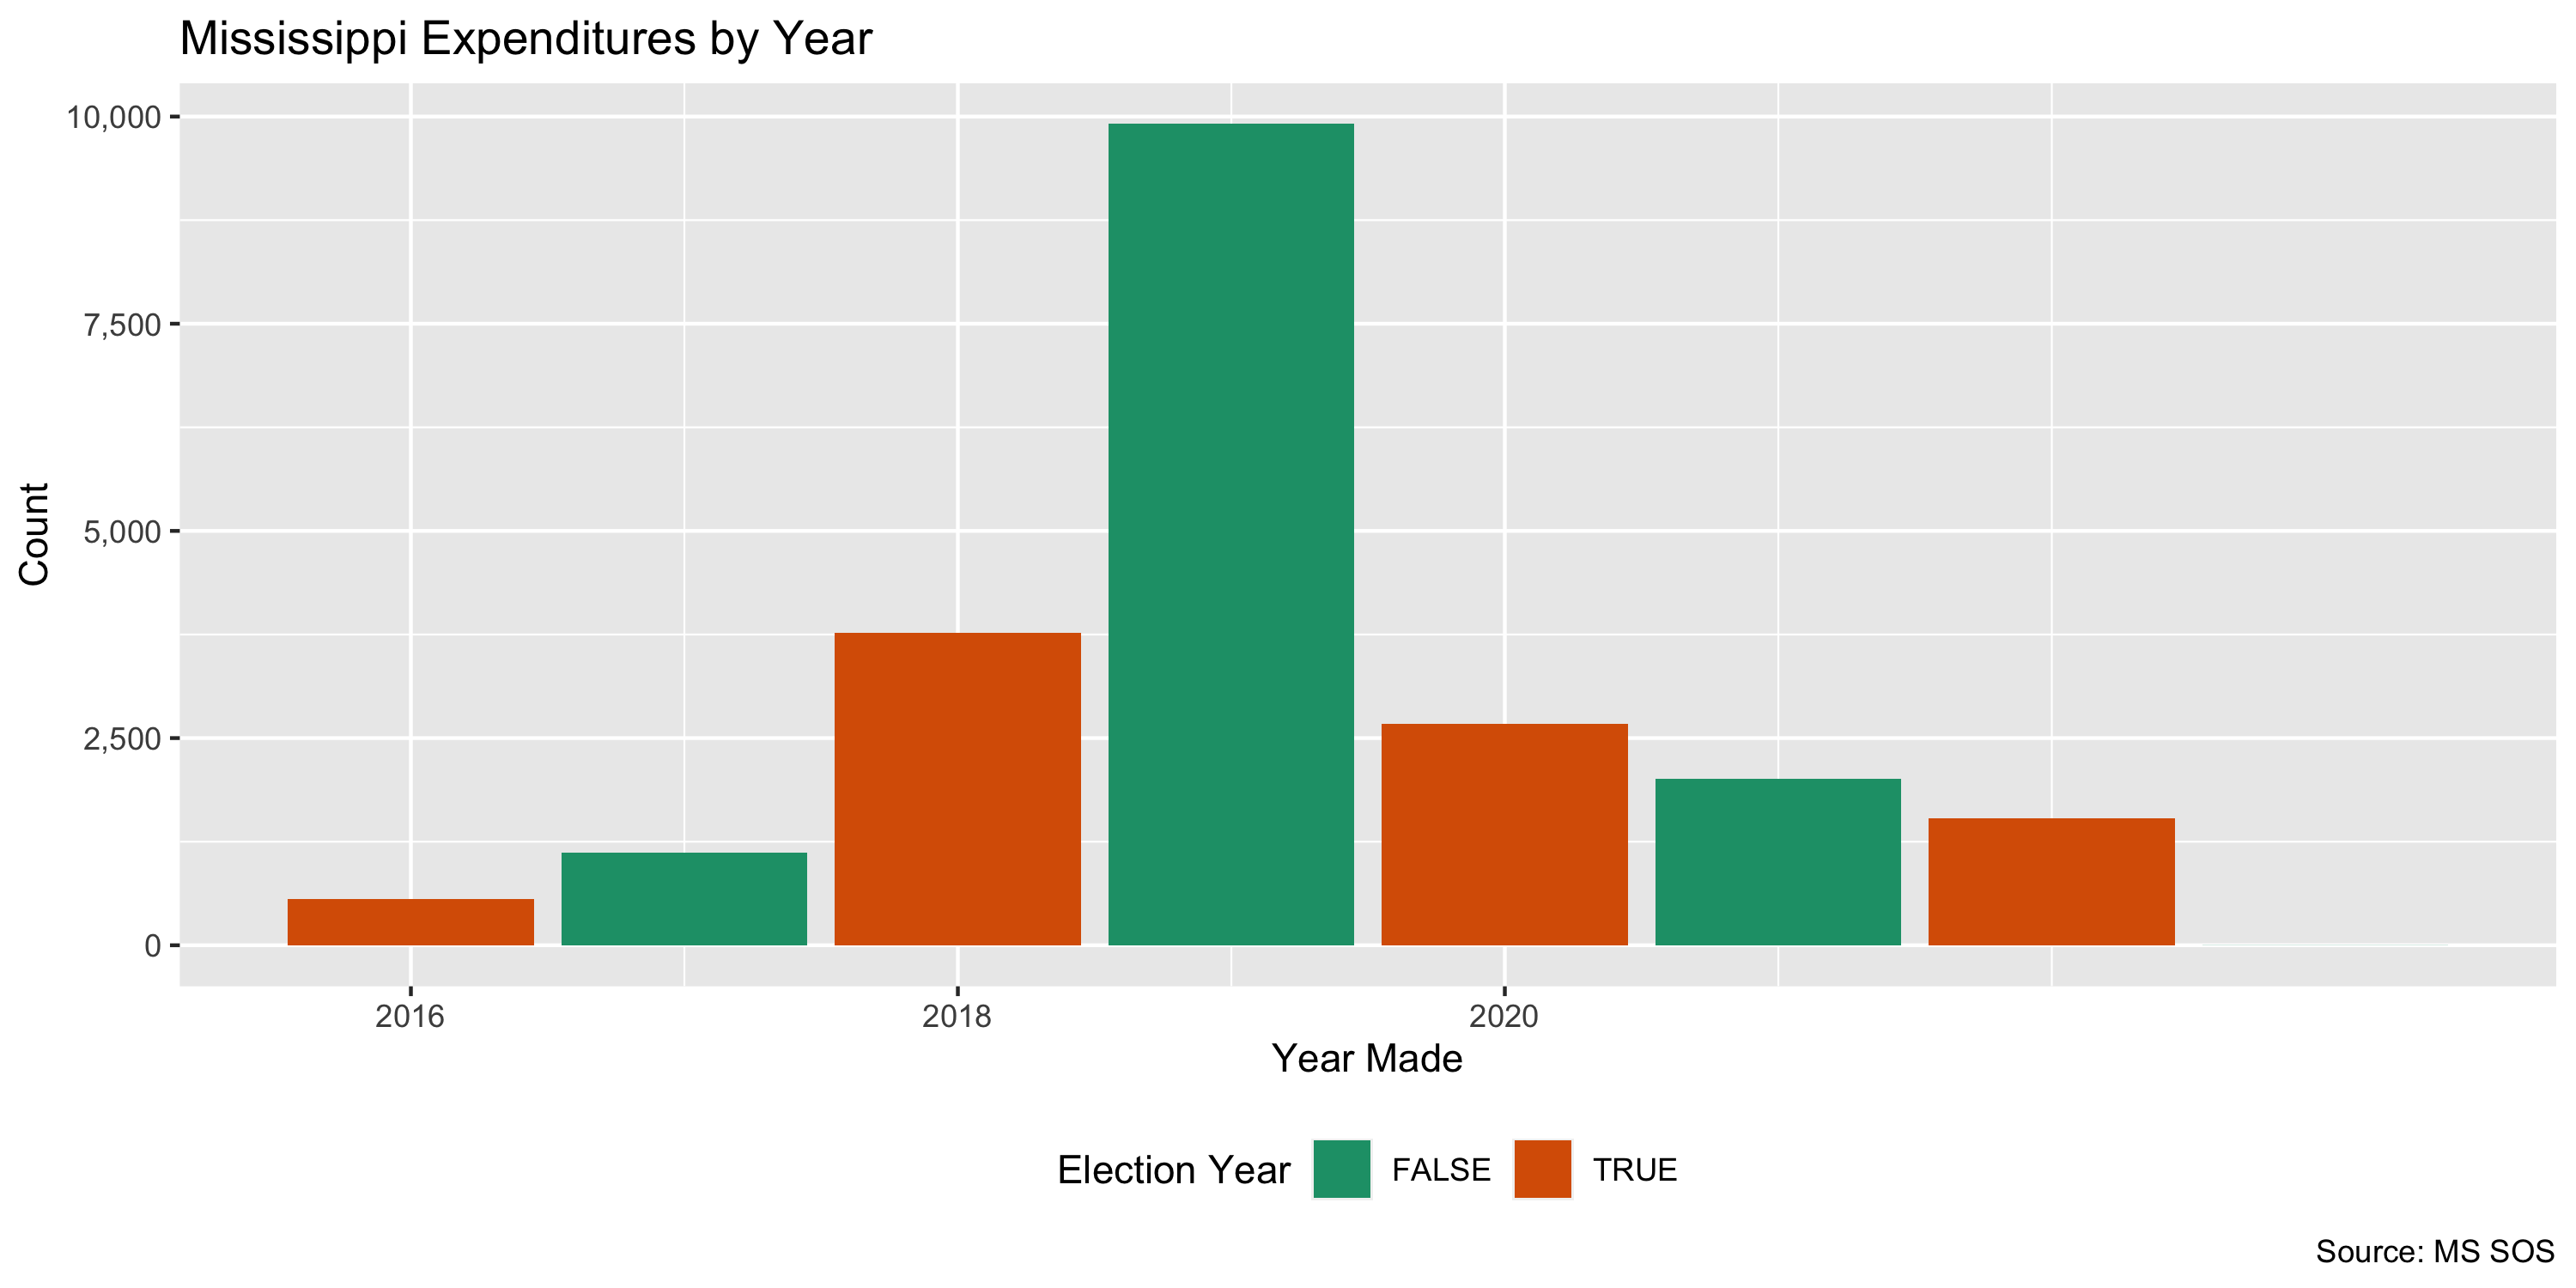 Mississippi Expenditures by Year
10,000
7,500
5,000
2,500
0
Count
2016 2018 2020
Year Made
Election Year FALSE TRUE
Source: MS SOS